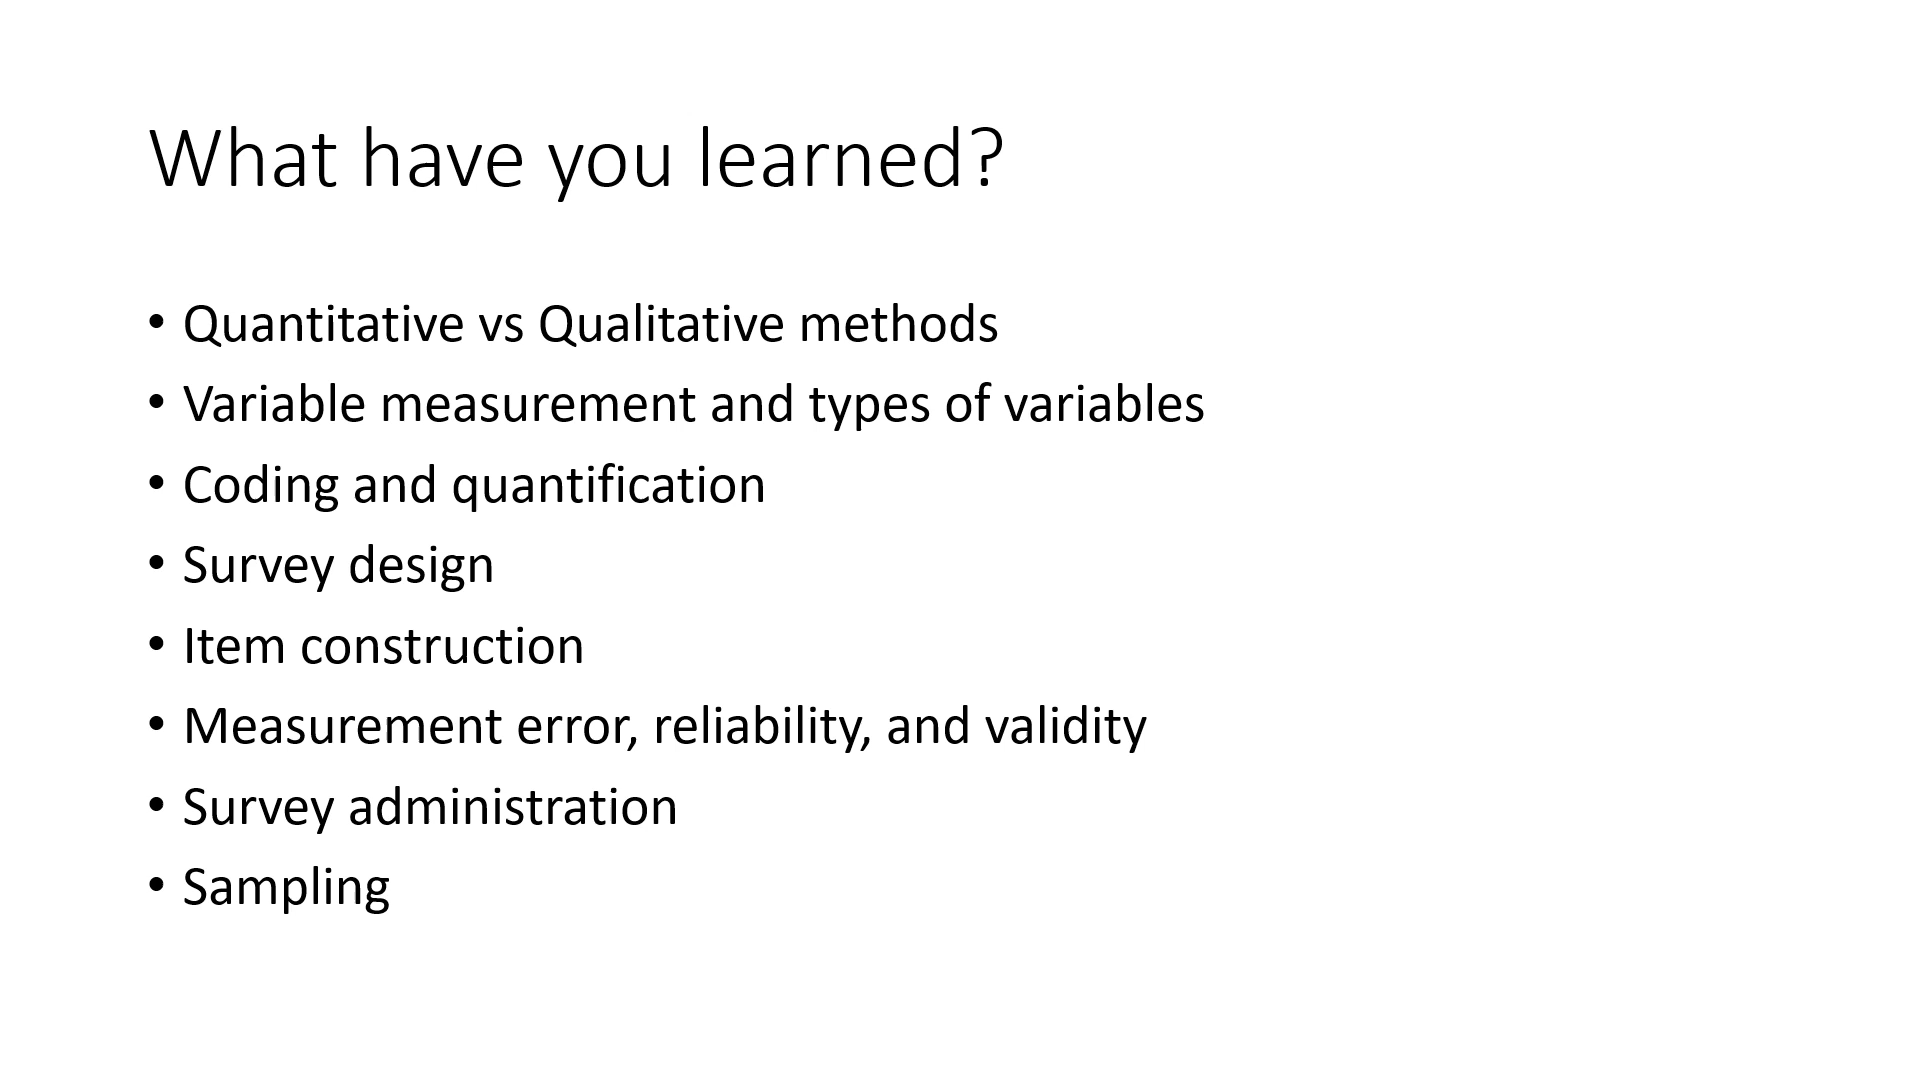 What have you learned?
• Quantitative vs Qualitative methods
• Variable measurement and types of variables
• Coding and quantification
• Survey design
• Item construction
• Measurement error, reliability, and validity
• Survey administration
• Sampling